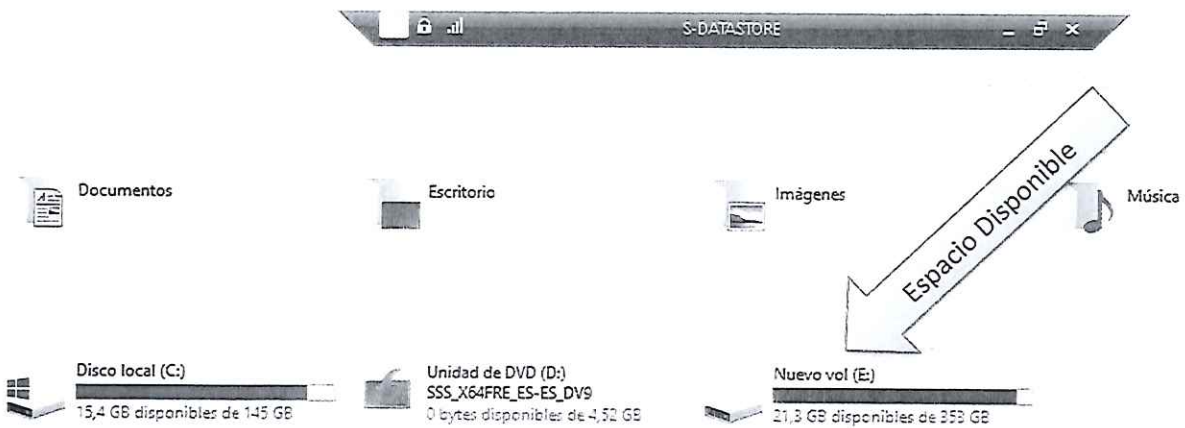 S-DATASTORE
Documentos
Escritorio
Imágenes
Música
Espacio Disponible
Disco local (C:)
15,4 GB disponibles de 145 GB
Unidad de DVD (D:)
SSS_X64FRE_ES-ES_DV9
0 bytes disponibles de 4,52 GB
Nuevo vol (E:)
21,3 GB disponibles de 353 GB